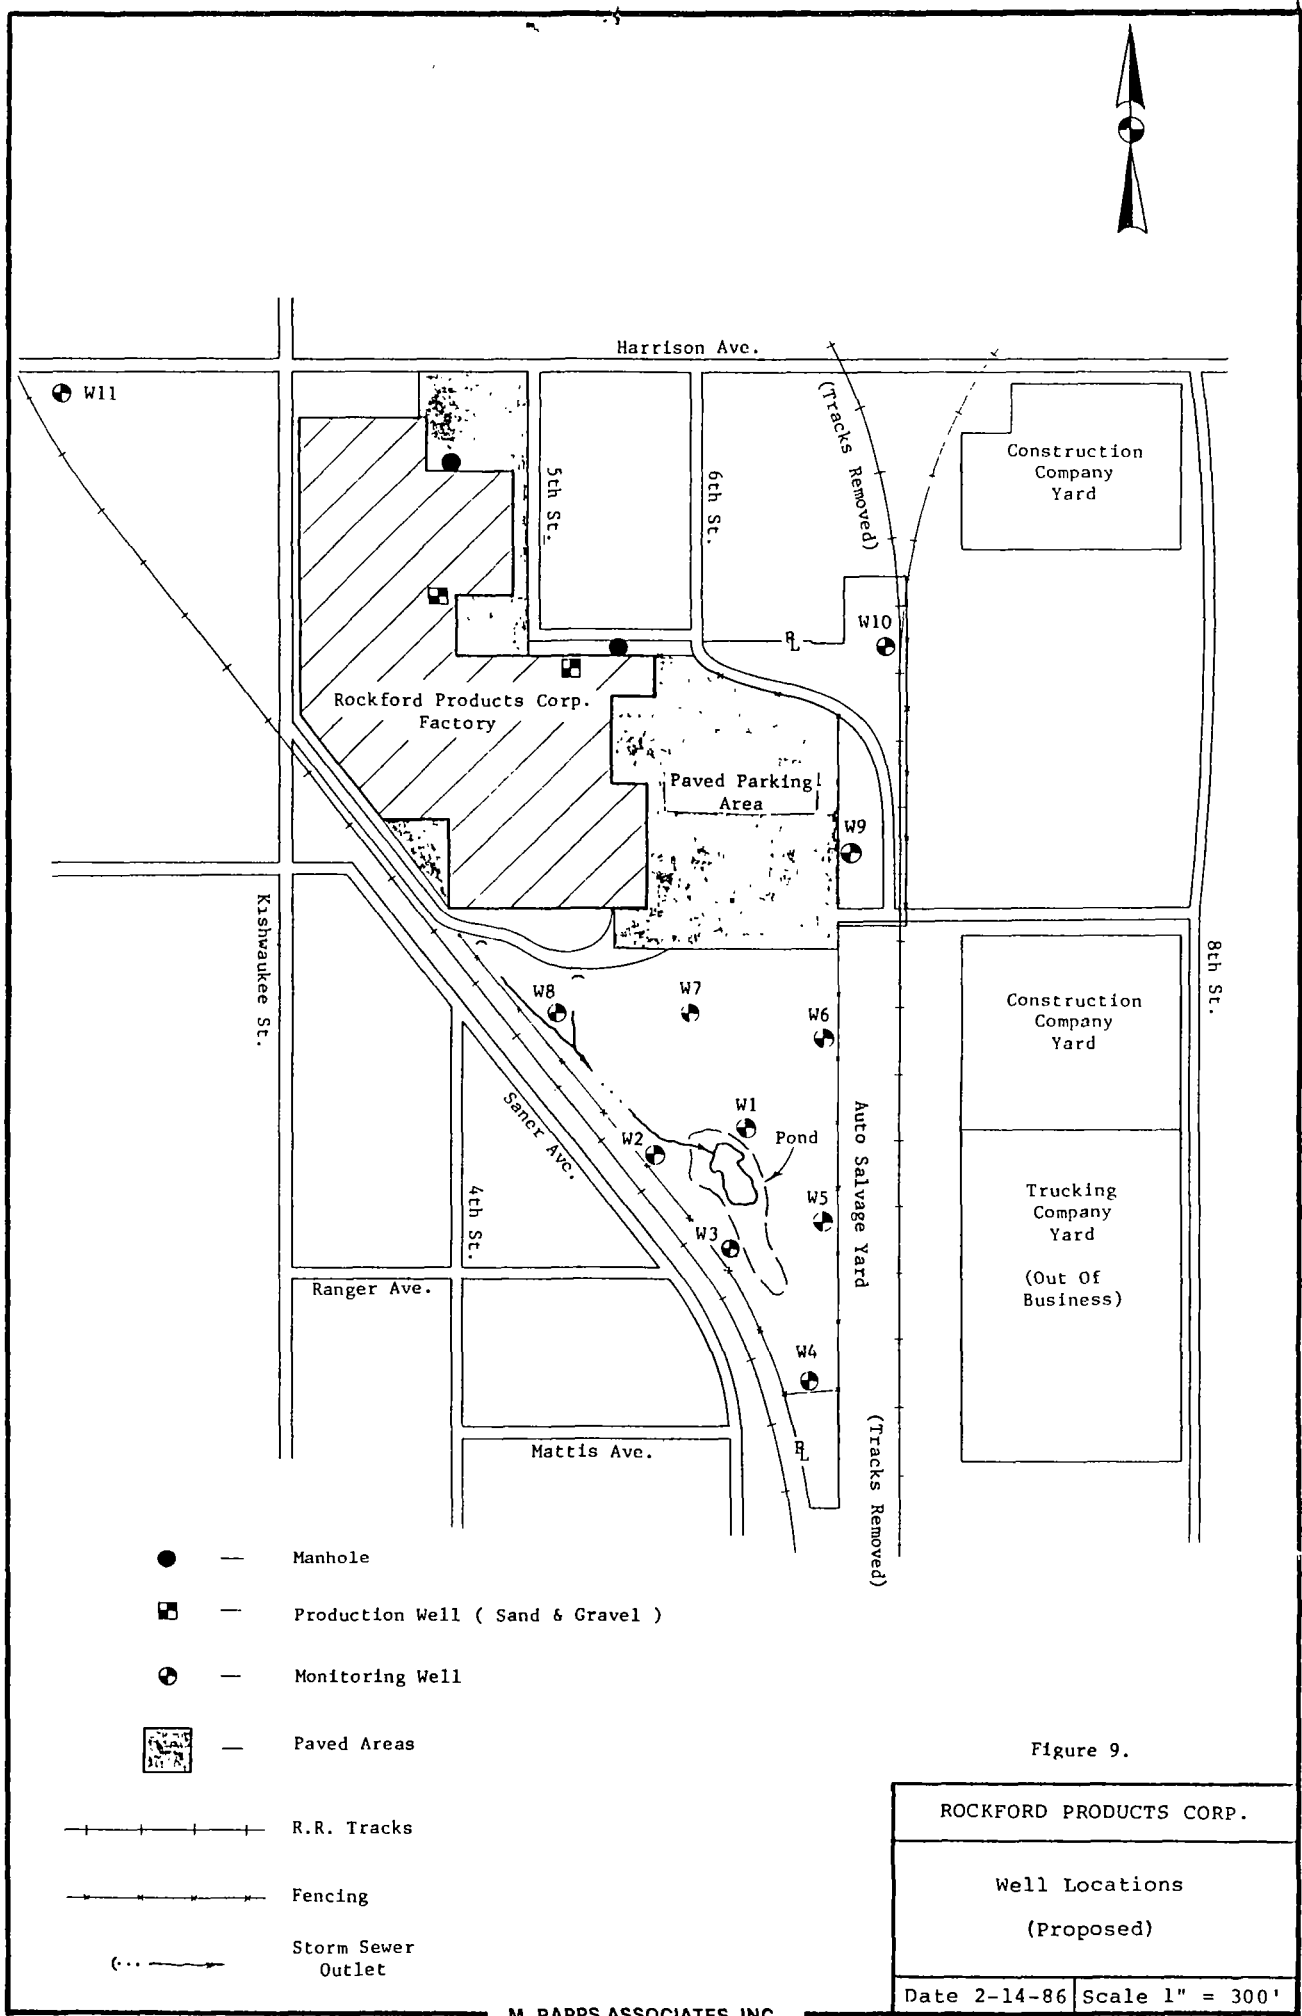 Harrison Ave.
W11
(Tracks Removed)
Construction
Company
Yard
5th St.
6th St.
W10
PL
Rockford Products Corp.
Factory
Paved Parking
Area
W9
Kishwaukee St.
8th St.
W8
W7
W6
Construction
Company
Yard
Saner Ave.
W1
W2
Pond
Auto Salvage Yard
4th St.
W5
Trucking
Company
Yard
(Out Of
Business)
W3
Ranger Ave.
W4
Mattis Ave.
PL
(Tracks Removed)
— Manhole
— Production Well ( Sand & Gravel )
— Monitoring Well
— Paved Areas
R.R. Tracks
Fencing
Storm Sewer
Outlet
Figure 9.
ROCKFORD PRODUCTS CORP.
Well Locations
(Proposed)
Date 2-14-86 Scale 1" = 300'
ASSOCIATES, INC.